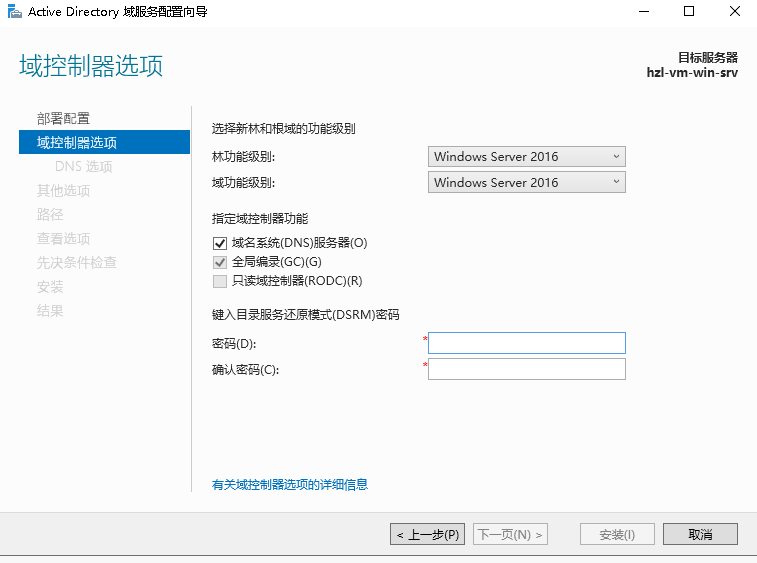 Active Directory 域服务配置向导
域控制器选项
目标服务器
hzl-vm-win-srv
部署配置
域控制器选项
DNS 选项
其他选项
路径
查看选项
先决条件检查
安装
结果
选择新林和根域的功能级别
林功能级别: Windows Server 2016
域功能级别: Windows Server 2016
指定域控制器功能
域名系统(DNS)服务器(O)
全局编录(GC)(G)
只读域控制器(RODC)(R)
键入目录服务还原模式(DSRM)密码
密码(D): *
确认密码(C): *
有关域控制器选项的详细信息
< 上一步(P) 下一页(N) > 安装(I) 取消